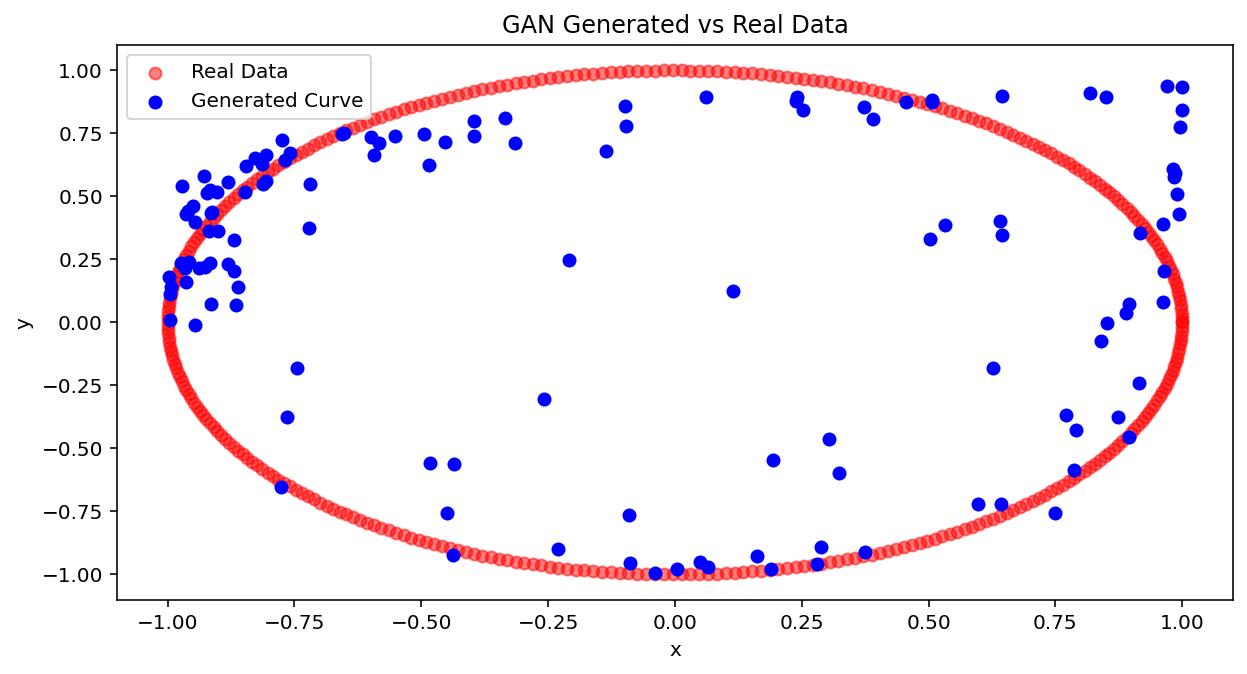 GAN Generated vs Real Data
Real Data
Generated Curve
1.00
0.75
0.50
0.25
0.00
−0.25
−0.50
−0.75
−1.00
y
−1.00 −0.75 −0.50 −0.25 0.00 0.25 0.50 0.75 1.00
x